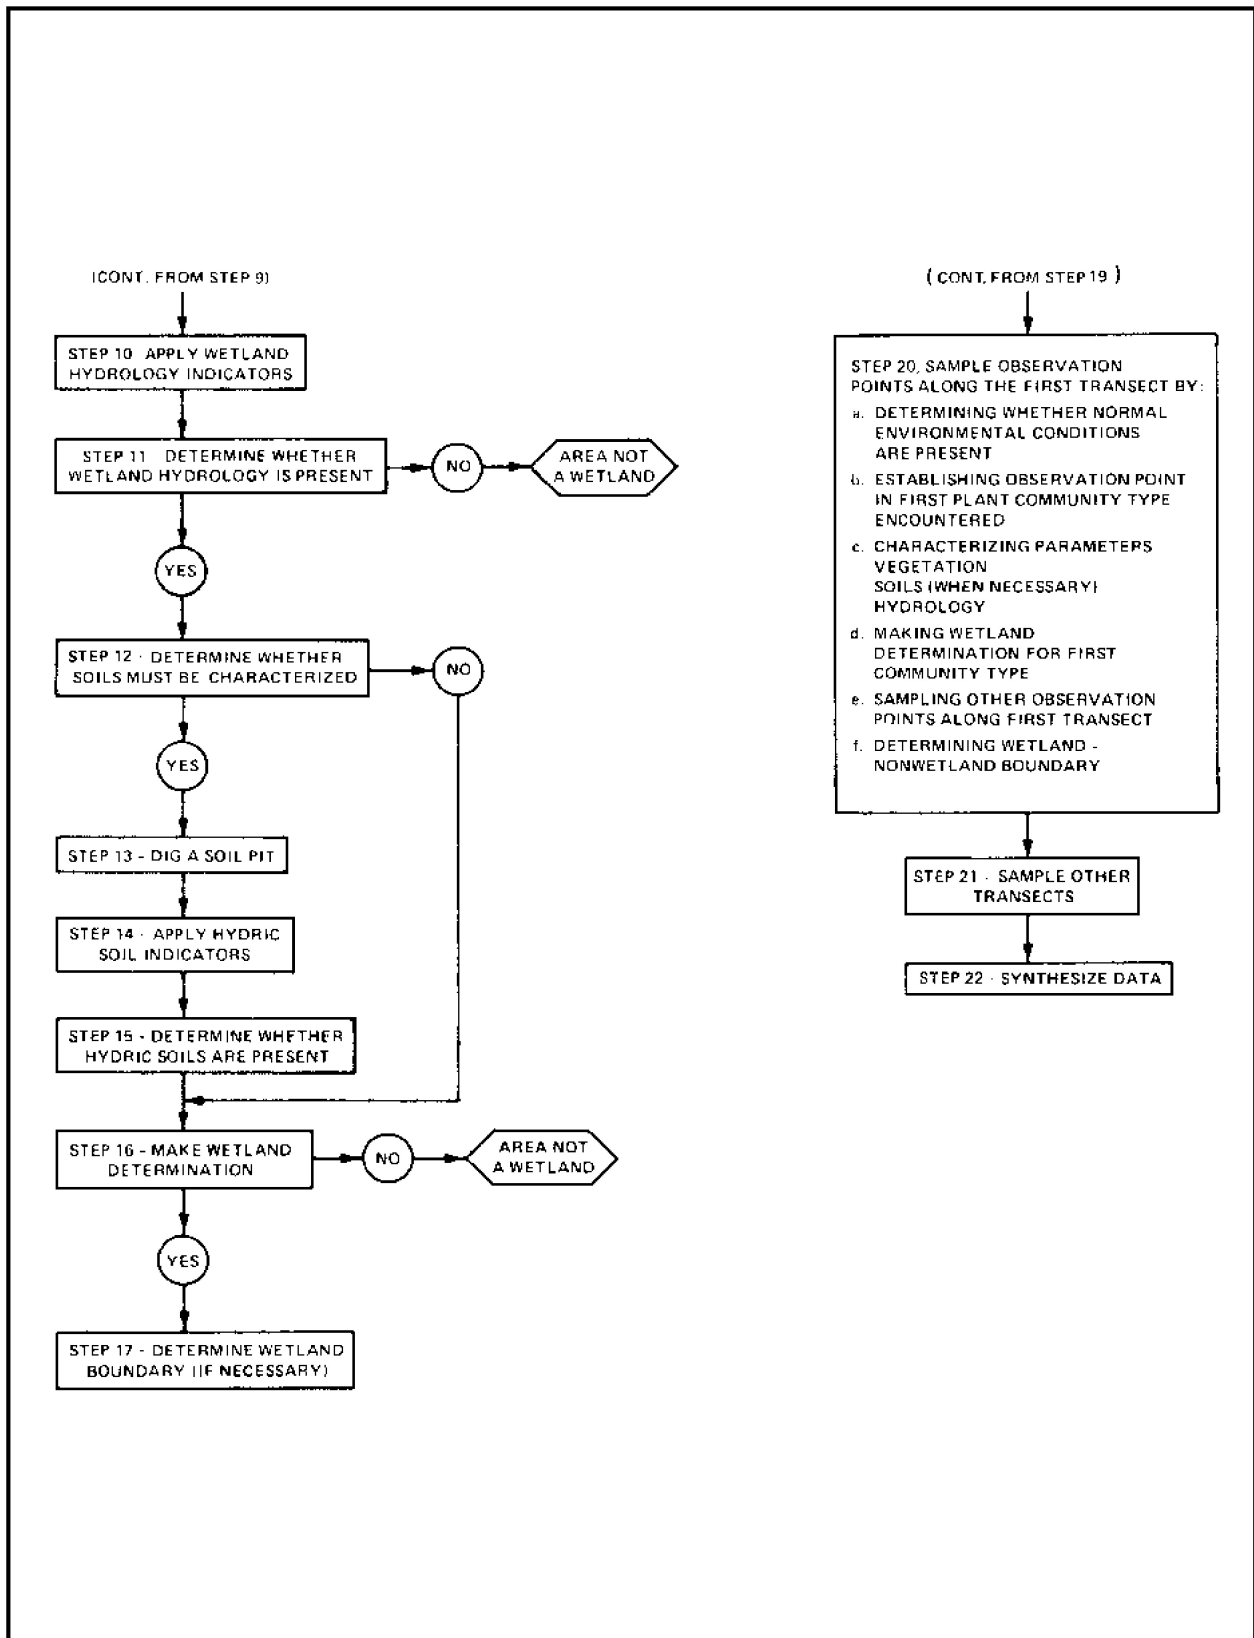 (CONT. FROM STEP 9)
STEP 10 APPLY WETLAND
HYDROLOGY INDICATORS
STEP 11 DETERMINE WHETHER
WETLAND HYDROLOGY IS PRESENT
NO
AREA NOT
A WETLAND
YES
STEP 12 - DETERMINE WHETHER
SOILS MUST BE CHARACTERIZED
NO
YES
STEP 13 - DIG A SOIL PIT
STEP 14 - APPLY HYDRIC
SOIL INDICATORS
STEP 15 - DETERMINE WHETHER
HYDRIC SOILS ARE PRESENT
STEP 16 - MAKE WETLAND
DETERMINATION
NO
AREA NOT
A WETLAND
YES
STEP 17 - DETERMINE WETLAND
BOUNDARY (IF NECESSARY)
(CONT. FROM STEP 19)
STEP 20, SAMPLE OBSERVATION
POINTS ALONG THE FIRST TRANSECT BY:
a. DETERMINING WHETHER NORMAL
ENVIRONMENTAL CONDITIONS
ARE PRESENT
b. ESTABLISHING OBSERVATION POINT
IN FIRST PLANT COMMUNITY TYPE
ENCOUNTERED
c. CHARACTERIZING PARAMETERS
VEGETATION
SOILS (WHEN NECESSARY)
HYDROLOGY
d. MAKING WETLAND
DETERMINATION FOR FIRST
COMMUNITY TYPE
e. SAMPLING OTHER OBSERVATION
POINTS ALONG FIRST TRANSECT
f. DETERMINING WETLAND -
NONWETLAND BOUNDARY
STEP 21 - SAMPLE OTHER
TRANSECTS
STEP 22 - SYNTHESIZE DATA